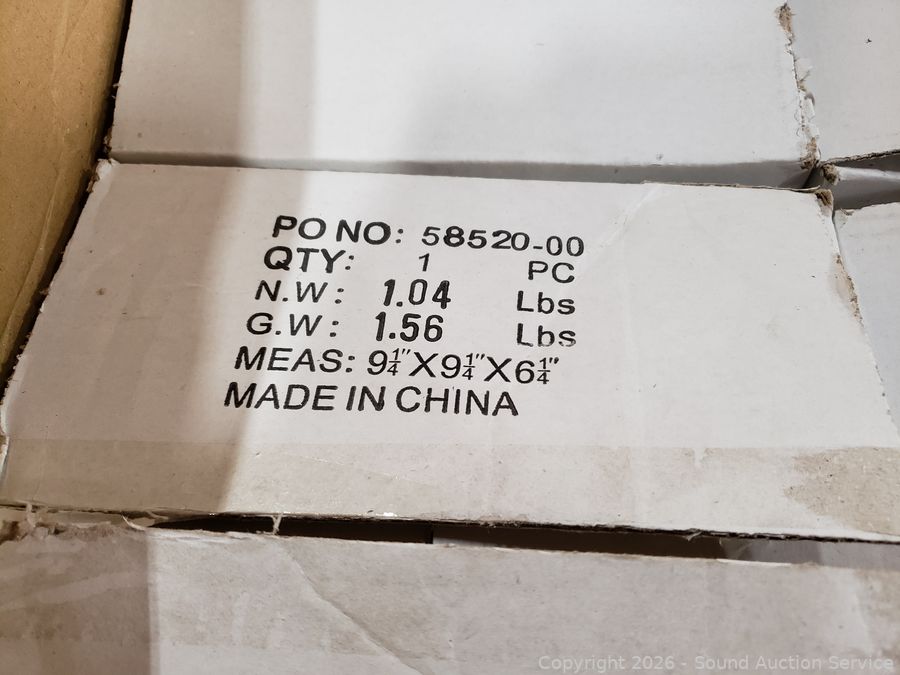 PO NO: 58520-00
QTY: 1 PC
N.W: 1.04 Lbs
G.W: 1.56 Lbs
MEAS: 9¼"X9¼"X6¼"
MADE IN CHINA
Copyright 2026 - Sound Auction Service